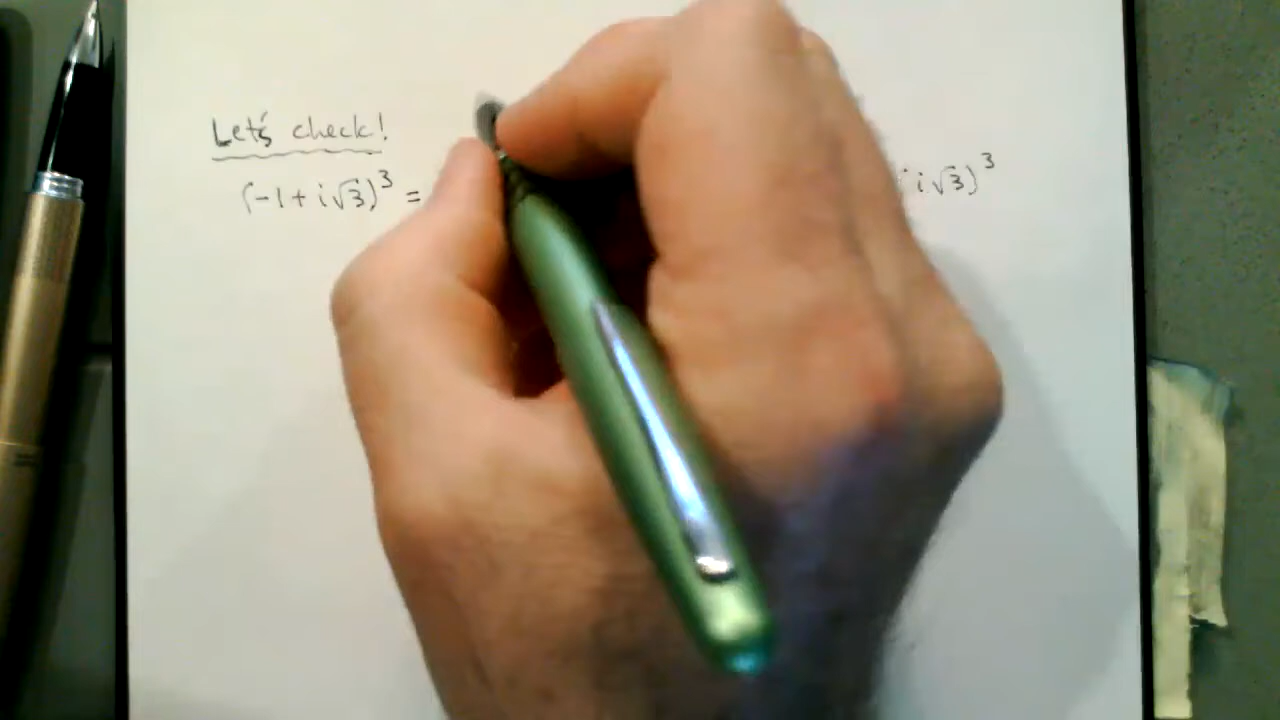 Let's check!
(-1+i√3)³ = i√3)³